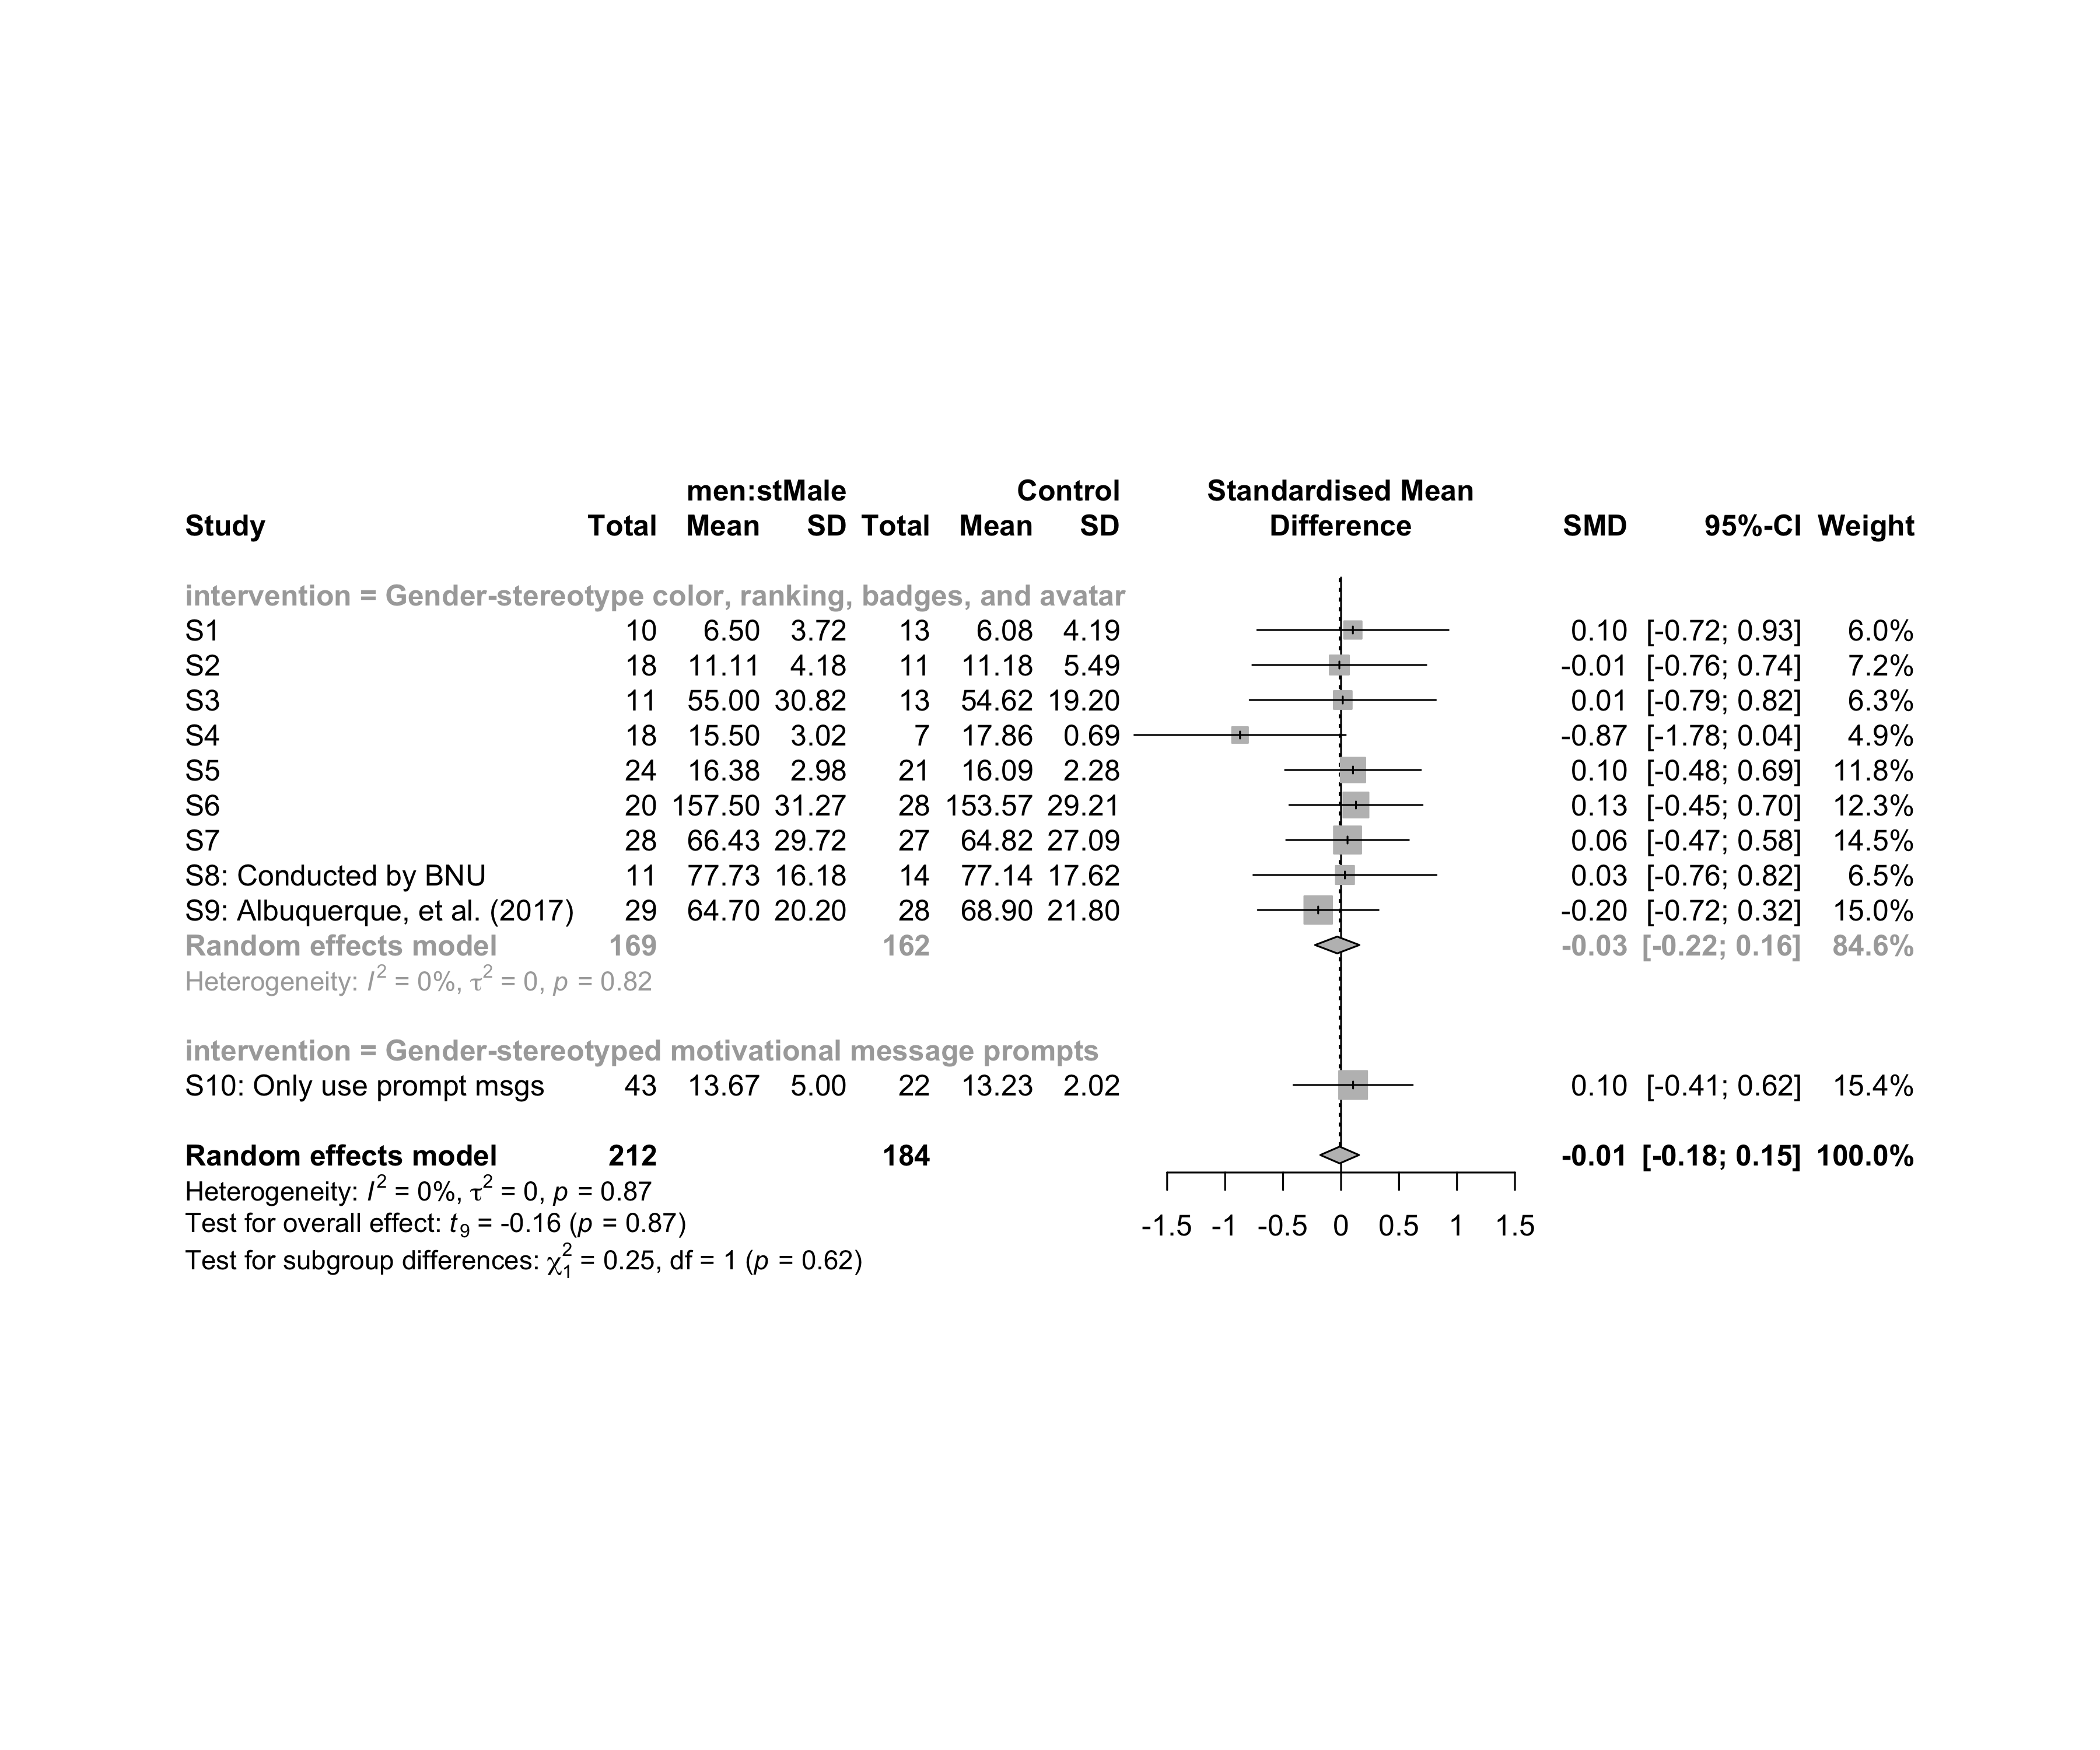 men:stMale Control Standardised Mean
Study Total Mean SD Total Mean SD Difference SMD 95%-CI Weight
intervention = Gender-stereotype color, ranking, badges, and avatar
S1 10 6.50 3.72 13 6.08 4.19 0.10 [-0.72; 0.93] 6.0%
S2 18 11.11 4.18 11 11.18 5.49 -0.01 [-0.76; 0.74] 7.2%
S3 11 55.00 30.82 13 54.62 19.20 0.01 [-0.79; 0.82] 6.3%
S4 18 15.50 3.02 7 17.86 0.69 -0.87 [-1.78; 0.04] 4.9%
S5 24 16.38 2.98 21 16.09 2.28 0.10 [-0.48; 0.69] 11.8%
S6 20 157.50 31.27 28 153.57 29.21 0.13 [-0.45; 0.70] 12.3%
S7 28 66.43 29.72 27 64.82 27.09 0.06 [-0.47; 0.58] 14.5%
S8: Conducted by BNU 11 77.73 16.18 14 77.14 17.62 0.03 [-0.76; 0.82] 6.5%
S9: Albuquerque, et al. (2017) 29 64.70 20.20 28 68.90 21.80 -0.20 [-0.72; 0.32] 15.0%
Random effects model 169 162 -0.03 [-0.22; 0.16] 84.6%
Heterogeneity: I² = 0%, τ² = 0, p = 0.82
intervention = Gender-stereotyped motivational message prompts
S10: Only use prompt msgs 43 13.67 5.00 22 13.23 2.02 0.10 [-0.41; 0.62] 15.4%
Random effects model 212 184 -0.01 [-0.18; 0.15] 100.0%
Heterogeneity: I² = 0%, τ² = 0, p = 0.87
Test for overall effect: t₉ = -0.16 (p = 0.87)
-1.5 -1 -0.5 0 0.5 1 1.5
Test for subgroup differences: χ₁² = 0.25, df = 1 (p = 0.62)